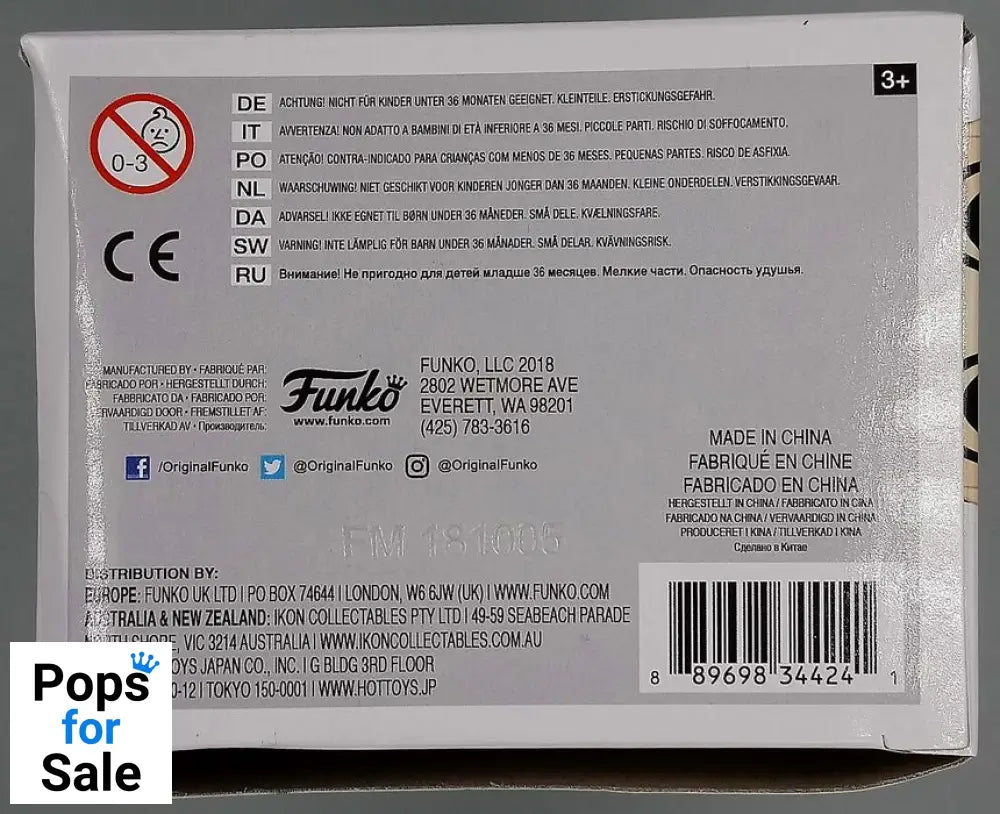 3+
0-3
DE ACHTUNG! NICHT FÜR KINDER UNTER 36 MONATEN GEEIGNET. KLEINTEILE. ERSTICKUNGSGEFAHR.
IT AVVERTENZA! NON ADATTO A BAMBINI DI ETÀ INFERIORE A 36 MESI. PICCOLE PARTI. RISCHIO DI SOFFOCAMENTO.
PO ATENÇÃO! CONTRA-INDICADO PARA CRIANÇAS COM MENOS DE 36 MESES. PEQUENAS PARTES. RISCO DE ASFIXIA.
NL WAARSCHUWING! NIET GESCHIKT VOOR KINDEREN JONGER DAN 36 MAANDEN. KLEINE ONDERDELEN. VERSTIKKINGSGEVAAR.
DA ADVARSEL! IKKE EGNET TIL BØRN UNDER 36 MÅNEDER. SMÅ DELE. KVÆLNINGSFARE.
SW VARNING! INTE LÄMPLIG FÖR BARN UNDER 36 MÅNADER. SMÅ DELAR. KVÄVNINGSRISK.
RU Внимание! Не пригодно для детей младше 36 месяцев. Мелкие части. Опасность удушья.
CE
MANUFACTURED BY • FABRIQUÉ PAR:
FABRICADO POR • HERGESTELLT DURCH:
FABBRICATO DA • FABRICADO POR:
VERVAARDIGD DOOR • FREMSTILLET AF:
TILLVERKAD AV • Производитель:
Funko
www.funko.com
FUNKO, LLC 2018
2802 WETMORE AVE
EVERETT, WA 98201
(425) 783-3616
/OriginalFunko @OriginalFunko @OriginalFunko
MADE IN CHINA
FABRIQUÉ EN CHINE
FABRICADO EN CHINA
HERGESTELLT IN CHINA / FABBRICATO IN CINA
FABRICADO NA CHINA / VERVAARDIGD IN CHINA
PRODUCERET I KINA / TILLVERKAD I KINA
Сделано в Китае
FM 181005
DISTRIBUTION BY:
EUROPE: FUNKO UK LTD | PO BOX 74644 | LONDON, W6 6JW (UK) | WWW.FUNKO.COM
AUSTRALIA & NEW ZEALAND: IKON COLLECTABLES PTY LTD | 49-59 SEABEACH PARADE
NORTH SHORE, VIC 3214 AUSTRALIA | WWW.IKONCOLLECTABLES.COM.AU
OYS JAPAN CO., INC. | G BLDG 3RD FLOOR
0-12 | TOKYO 150-0001 | WWW.HOTTOYS.JP
8 89698 34424 1
Pops
for
Sale